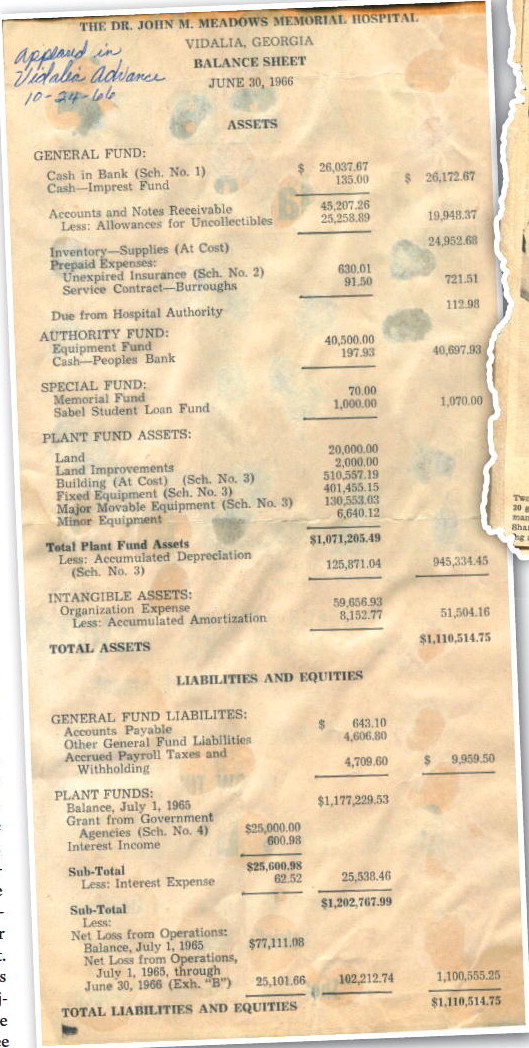 THE DR. JOHN M. MEADOWS MEMORIAL HOSPITAL
VIDALIA, GEORGIA
BALANCE SHEET
JUNE 30, 1966
Appeared in
Vidalia Advance
10-24-66
ASSETS
GENERAL FUND:
Cash in Bank (Sch. No. 1) $ 26,037.67
Cash—Imprest Fund 135.00 $ 26,172.67
Accounts and Notes Receivable 45,207.26
Less: Allowances for Uncollectibles 25,258.89 19,948.37
Inventory—Supplies (At Cost) 24,952.68
Prepaid Expenses:
Unexpired Insurance (Sch. No. 2) 630.01
Service Contract—Burroughs 91.50 721.51
Due from Hospital Authority 112.98
AUTHORITY FUND:
Equipment Fund 40,500.00
Cash—Peoples Bank 197.93 40,697.93
SPECIAL FUND:
Memorial Fund 70.00
Sabel Student Loan Fund 1,000.00 1,070.00
PLANT FUND ASSETS:
Land 20,000.00
Land Improvements 2,000.00
Building (At Cost) (Sch. No. 3) 510,557.19
Fixed Equipment (Sch. No. 3) 401,455.15
Major Movable Equipment (Sch. No. 3) 130,553.03
Minor Equipment 6,640.12
Total Plant Fund Assets $1,071,205.49
Less: Accumulated Depreciation
(Sch. No. 3) 125,871.04 945,334.45
INTANGIBLE ASSETS:
Organization Expense 59,656.93
Less: Accumulated Amortization 8,152.77 51,504.16
TOTAL ASSETS $1,110,514.75
LIABILITIES AND EQUITIES
GENERAL FUND LIABILITES:
Accounts Payable $ 643.10
Other General Fund Liabilities 4,606.80
Accrued Payroll Taxes and
Withholding 4,709.60 $ 9,959.50
PLANT FUNDS:
Balance, July 1, 1965 $1,177,229.53
Grant from Government
Agencies (Sch. No. 4) $25,000.00
Interest Income 600.98
Sub-Total $25,600.98
Less: Interest Expense 62.52 25,538.46
Sub-Total $1,202,767.99
Less:
Net Loss from Operations:
Balance, July 1, 1965 $77,111.08
Net Loss from Operations,
July 1, 1965, through
June 30, 1966 (Exh. "B") 25,101.66 102,212.74 1,100,555.25
TOTAL LIABILITIES AND EQUITIES $1,110,514.75